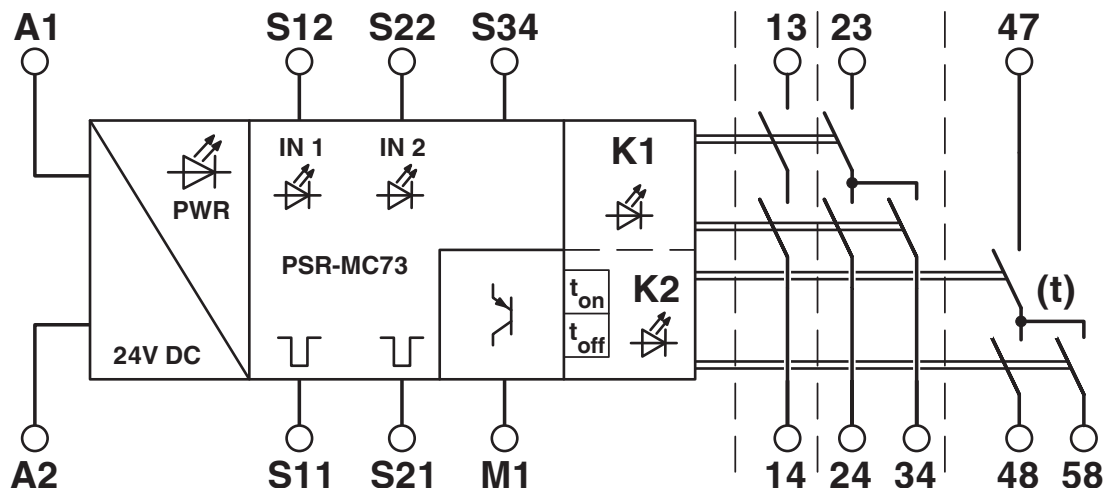 A1 S12 S22 S34 13 23 47
IN 1 IN 2
K1
PWR
PSR-MC73
ton
K2 (t)
toff
24V DC
A2 S11 S21 M1 14 24 34 48 58